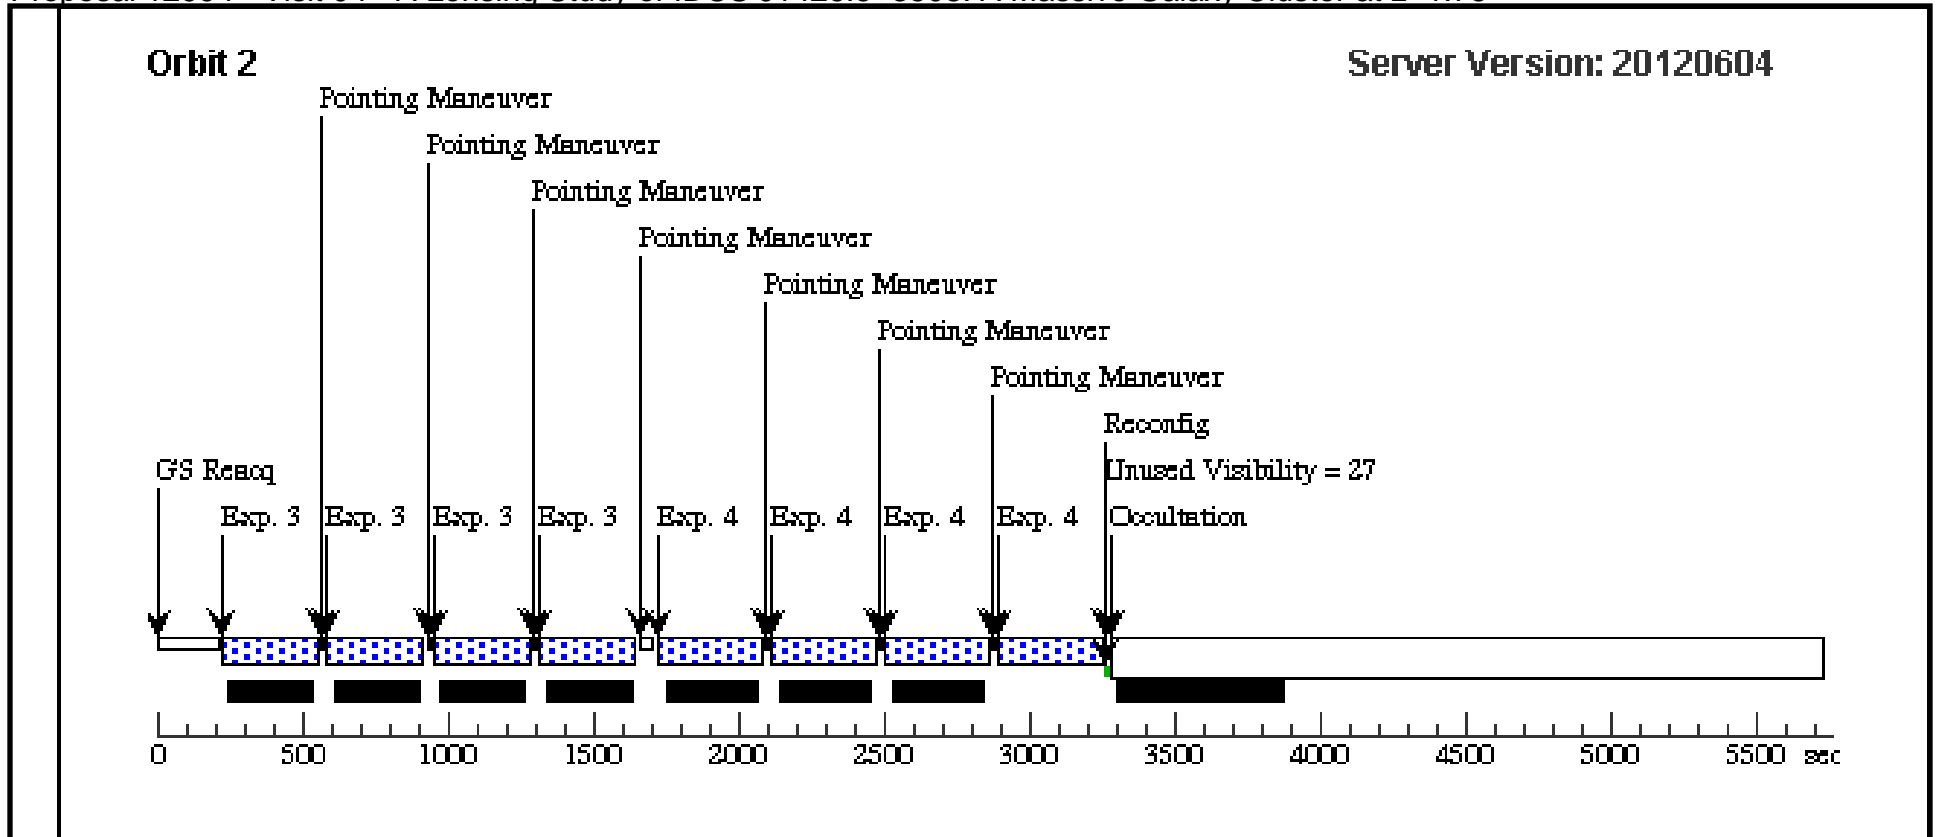 Orbit 2
Server Version: 20120604
Pointing Maneuver
Pointing Maneuver
Pointing Maneuver
Pointing Maneuver
Pointing Maneuver
Pointing Maneuver
Pointing Maneuver
Reconfig
GS Reacq
Unused Visibility = 27
Exp. 3
Exp. 3
Exp. 3
Exp. 3
Exp. 4
Exp. 4
Exp. 4
Exp. 4
Occultation
0 500 1000 1500 2000 2500 3000 3500 4000 4500 5000 5500 sec